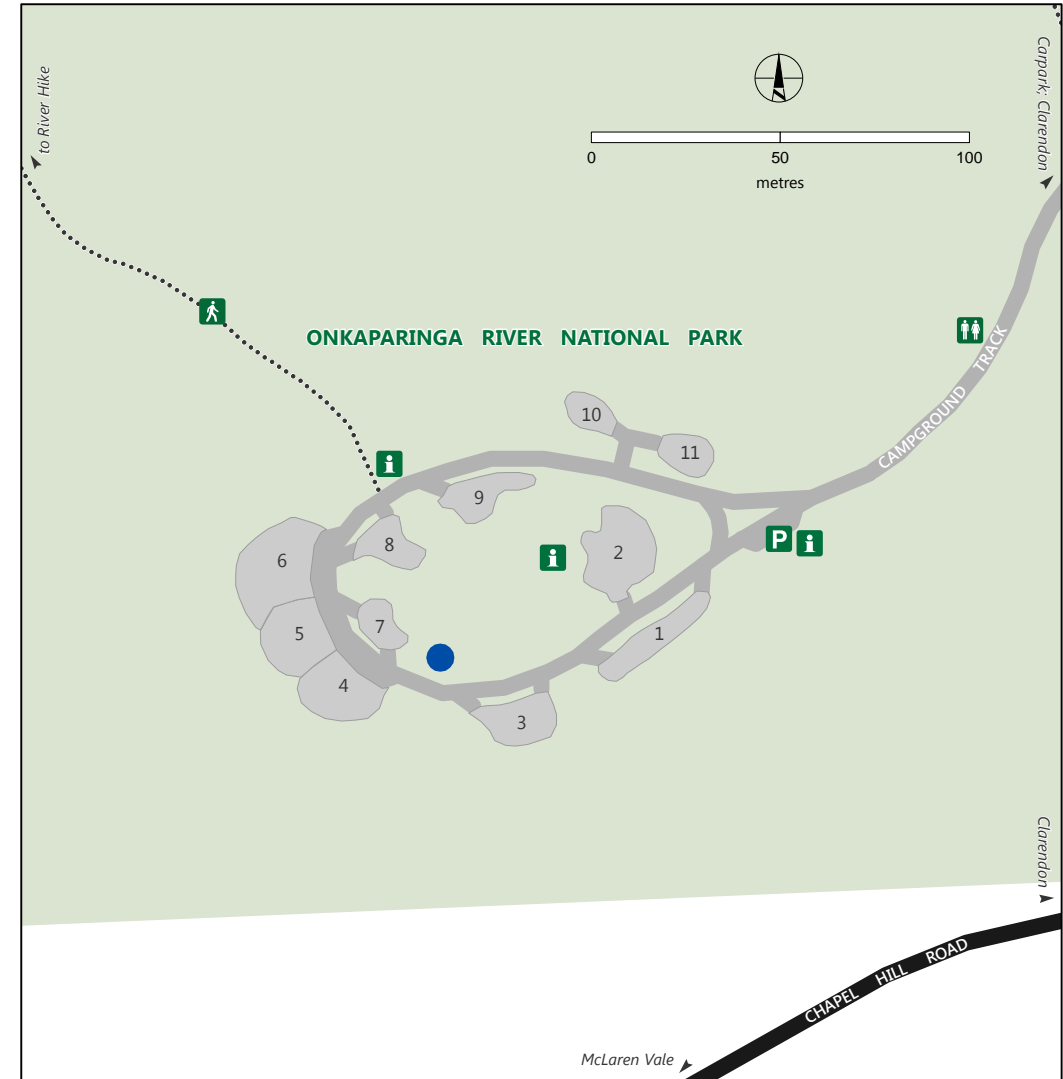 Carpark; Clarendon
to River Hike
0 50 100
metres
ONKAPARINGA RIVER NATIONAL PARK
CAMPGROUND TRACK
10
11
9
P
8
2
6
7
1
5
4
3
Clarendon
CHAPEL HILL ROAD
McLaren Vale